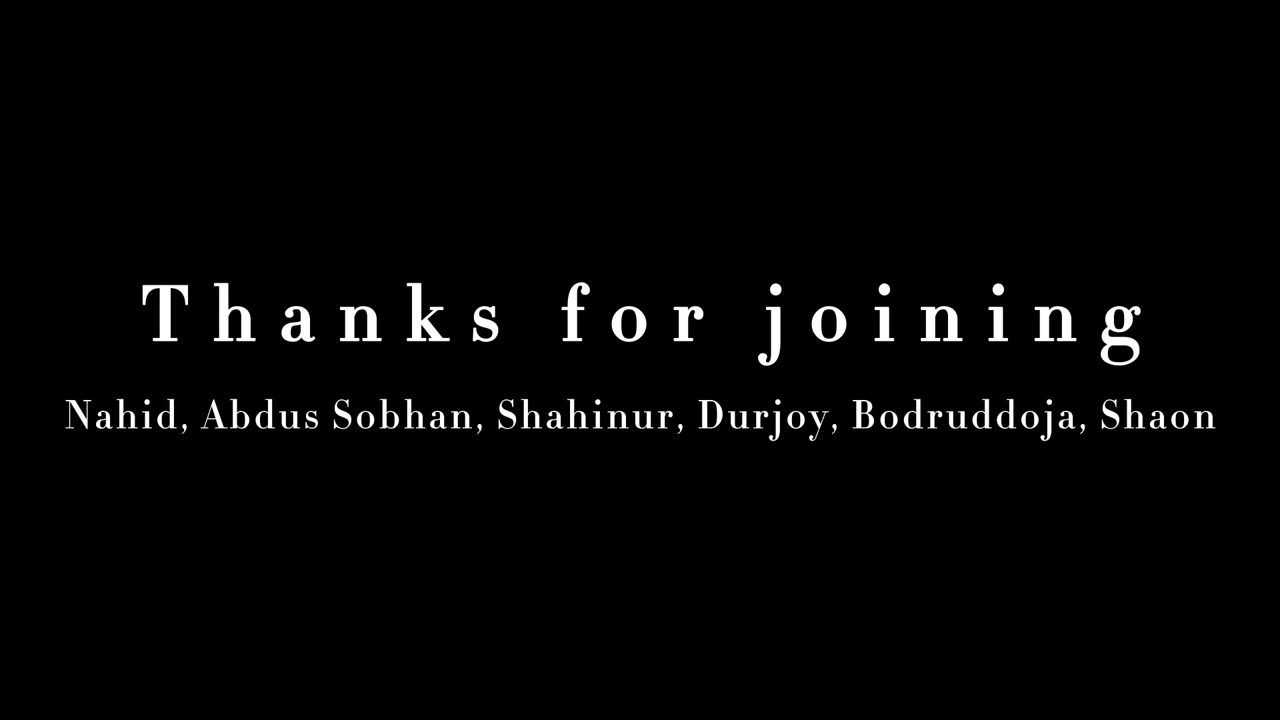 Thanks for joining
Nahid, Abdus Sobhan, Shahinur, Durjoy, Bodruddoja, Shaon